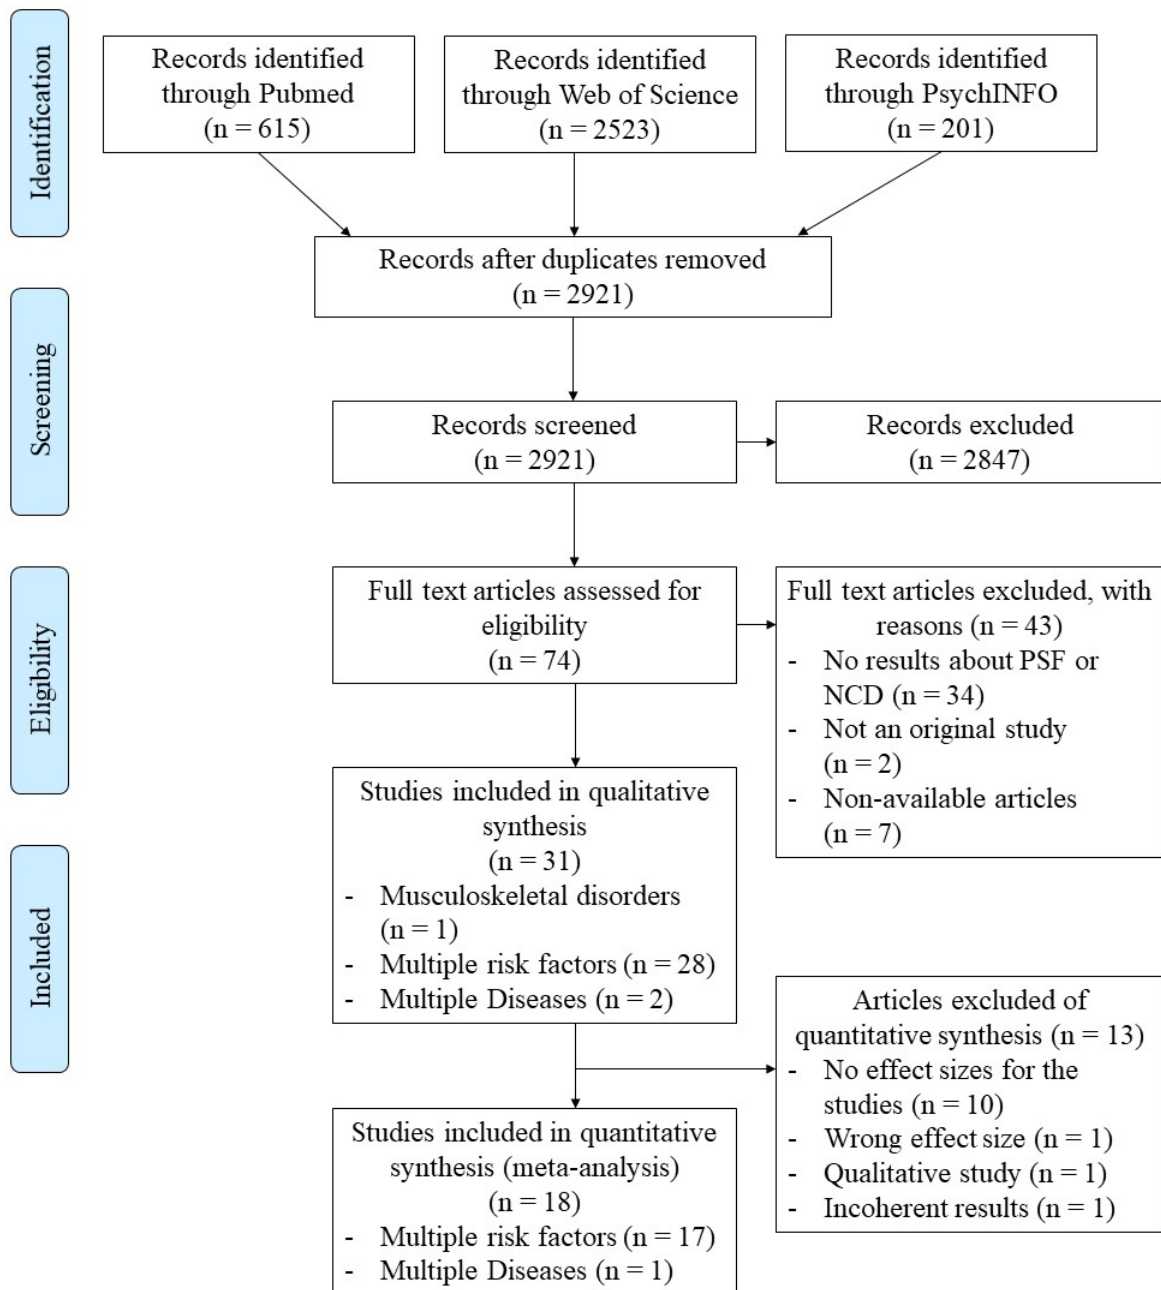 Identification
Records identified
through Pubmed
(n = 615)
Records identified
through Web of Science
(n = 2523)
Records identified
through PsychINFO
(n = 201)
Records after duplicates removed
(n = 2921)
Screening
Records screened
(n = 2921)
Records excluded
(n = 2847)
Eligibility
Full text articles assessed for
eligibility
(n = 74)
Full text articles excluded, with
reasons (n = 43)
- No results about PSF or
NCD (n = 34)
- Not an original study
(n = 2)
- Non-available articles
(n = 7)
Included
Studies included in qualitative
synthesis
(n = 31)
- Musculoskeletal disorders
(n = 1)
- Multiple risk factors (n = 28)
- Multiple Diseases (n = 2)
Articles excluded of
quantitative synthesis (n = 13)
- No effect sizes for the
studies (n = 10)
- Wrong effect size (n = 1)
- Qualitative study (n = 1)
- Incoherent results (n = 1)
Studies included in quantitative
synthesis (meta-analysis)
(n = 18)
- Multiple risk factors (n = 17)
- Multiple Diseases (n = 1)